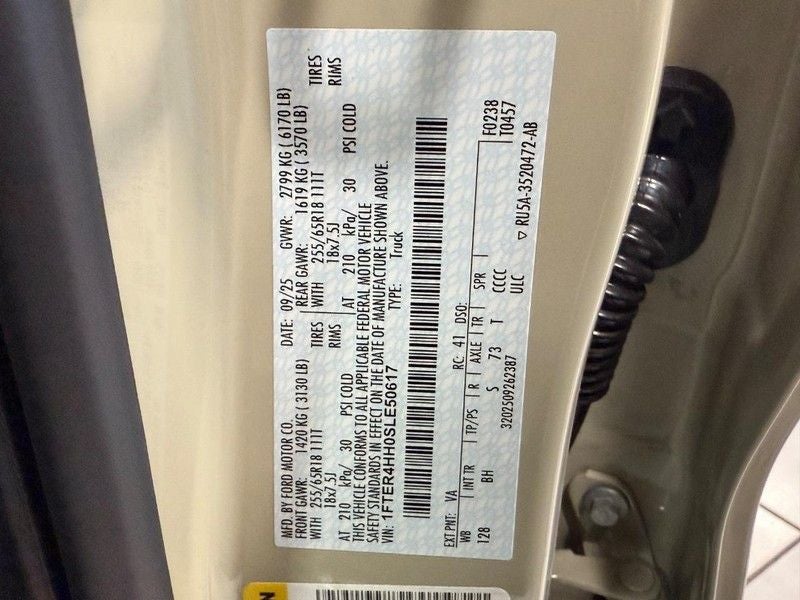 MFD. BY FORD MOTOR CO.
DATE: 09/25 GVWR: 2799 KG ( 6170 LB)
FRONT GAWR: 1420 KG ( 3130 LB) REAR GAWR: 1619 KG ( 3570 LB)
WITH 255/65R18 111T TIRES WITH 255/65R18 111T TIRES
18x7.5J RIMS 18x7.5J RIMS
AT 210 kPa/ 30 PSI COLD AT 210 kPa/ 30 PSI COLD
THIS VEHICLE CONFORMS TO ALL APPLICABLE FEDERAL MOTOR VEHICLE
SAFETY STANDARDS IN EFFECT ON THE DATE OF MANUFACTURE SHOWN ABOVE.
VIN: 1FTER4HH0SLE50617 TYPE: Truck
F0238
T0457
EXT PNT: VA RC: 41 DSO:
WB INT TR TP/PS R AXLE TR SPR
128 BH S 73 T CCCC
3202509262387 ULC
▽ RU5A-3520472-AB
N